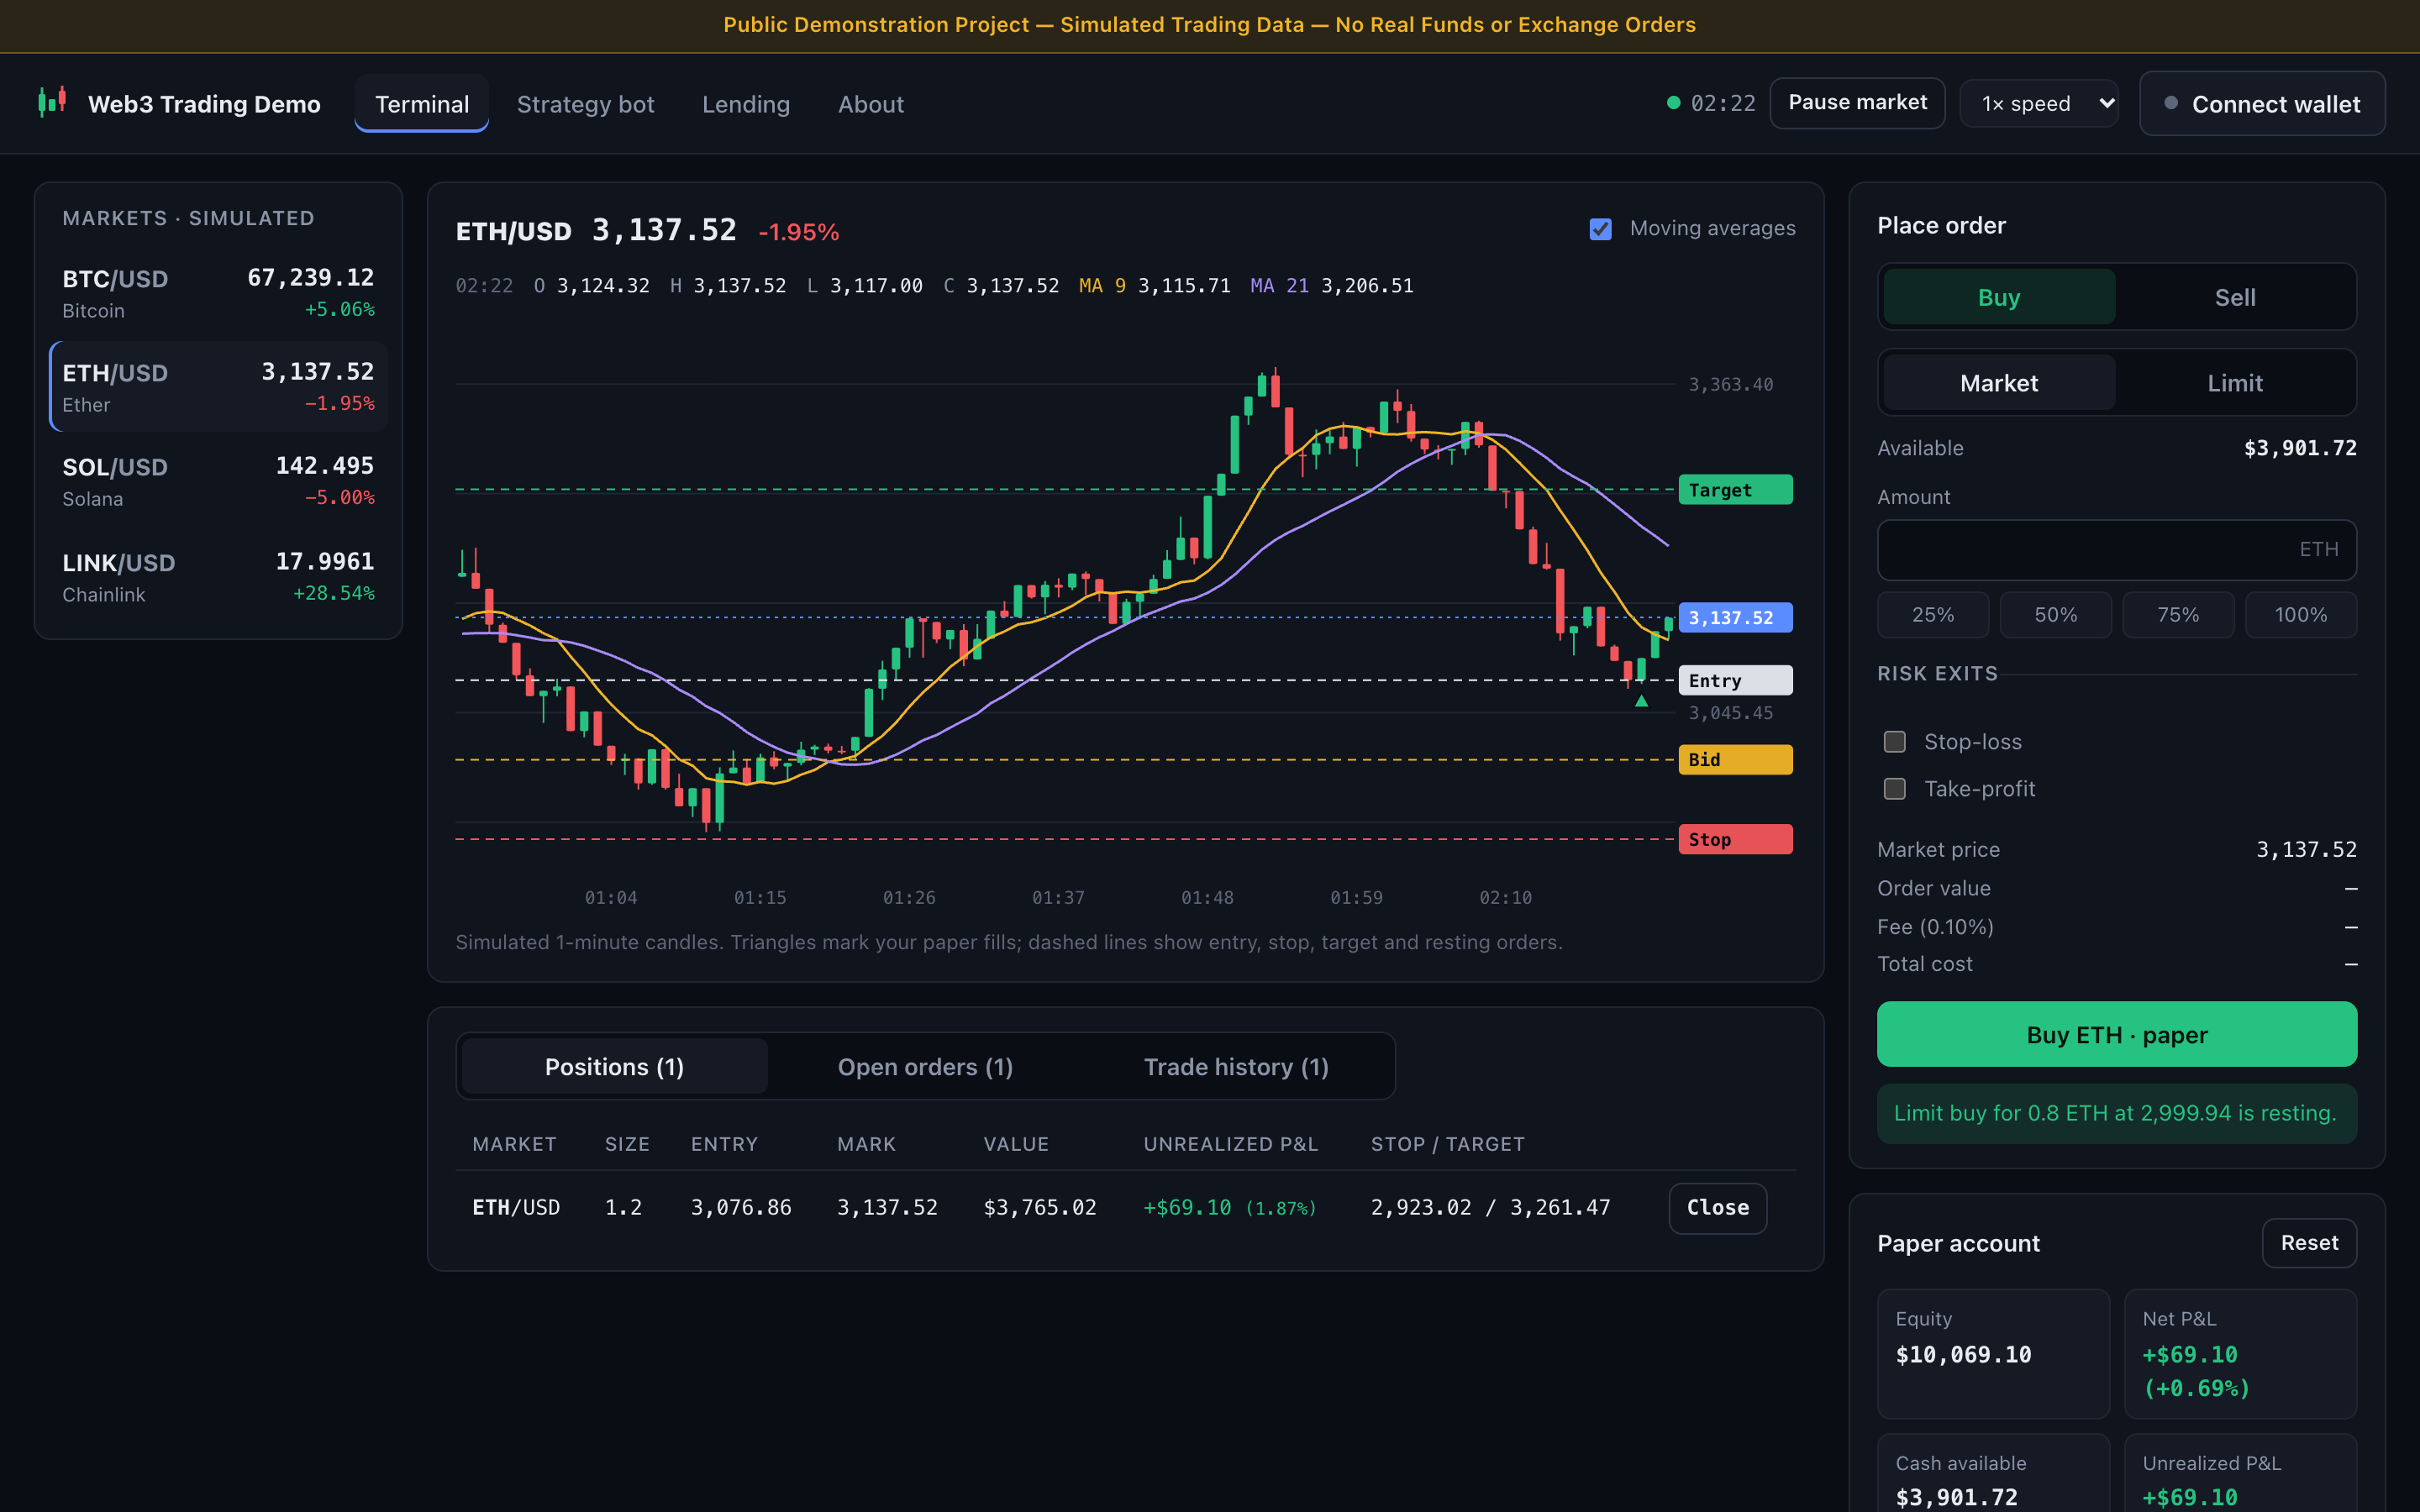 Public Demonstration Project — Simulated Trading Data — No Real Funds or Exchange Orders
Web3 Trading Demo
Terminal
Strategy bot
Lending
About
02:22
Pause market
1× speed
Connect wallet
MARKETS · SIMULATED
BTC/USD 67,239.12
Bitcoin +5.06%
ETH/USD 3,137.52
Ether −1.95%
SOL/USD 142.495
Solana −5.00%
LINK/USD 17.9961
Chainlink +28.54%
ETH/USD 3,137.52 -1.95%
Moving averages
02:22 O 3,124.32 H 3,137.52 L 3,117.00 C 3,137.52 MA 9 3,115.71 MA 21 3,206.51
3,363.40
Target
3,137.52
Entry
3,045.45
Bid
Stop
01:04 01:15 01:26 01:37 01:48 01:59 02:10
Simulated 1-minute candles. Triangles mark your paper fills; dashed lines show entry, stop, target and resting orders.
Positions (1)
Open orders (1)
Trade history (1)
MARKET SIZE ENTRY MARK VALUE UNREALIZED P&L STOP / TARGET
ETH/USD 1.2 3,076.86 3,137.52 $3,765.02 +$69.10 (1.87%) 2,923.02 / 3,261.47 Close
Place order
Buy Sell
Market Limit
Available $3,901.72
Amount
ETH
25% 50% 75% 100%
RISK EXITS
Stop-loss
Take-profit
Market price 3,137.52
Order value —
Fee (0.10%) —
Total cost —
Buy ETH · paper
Limit buy for 0.8 ETH at 2,999.94 is resting.
Paper account
Reset
Equity
$10,069.10
Net P&L
+$69.10
(+0.69%)
Cash available
$3,901.72
Unrealized P&L
+$69.10